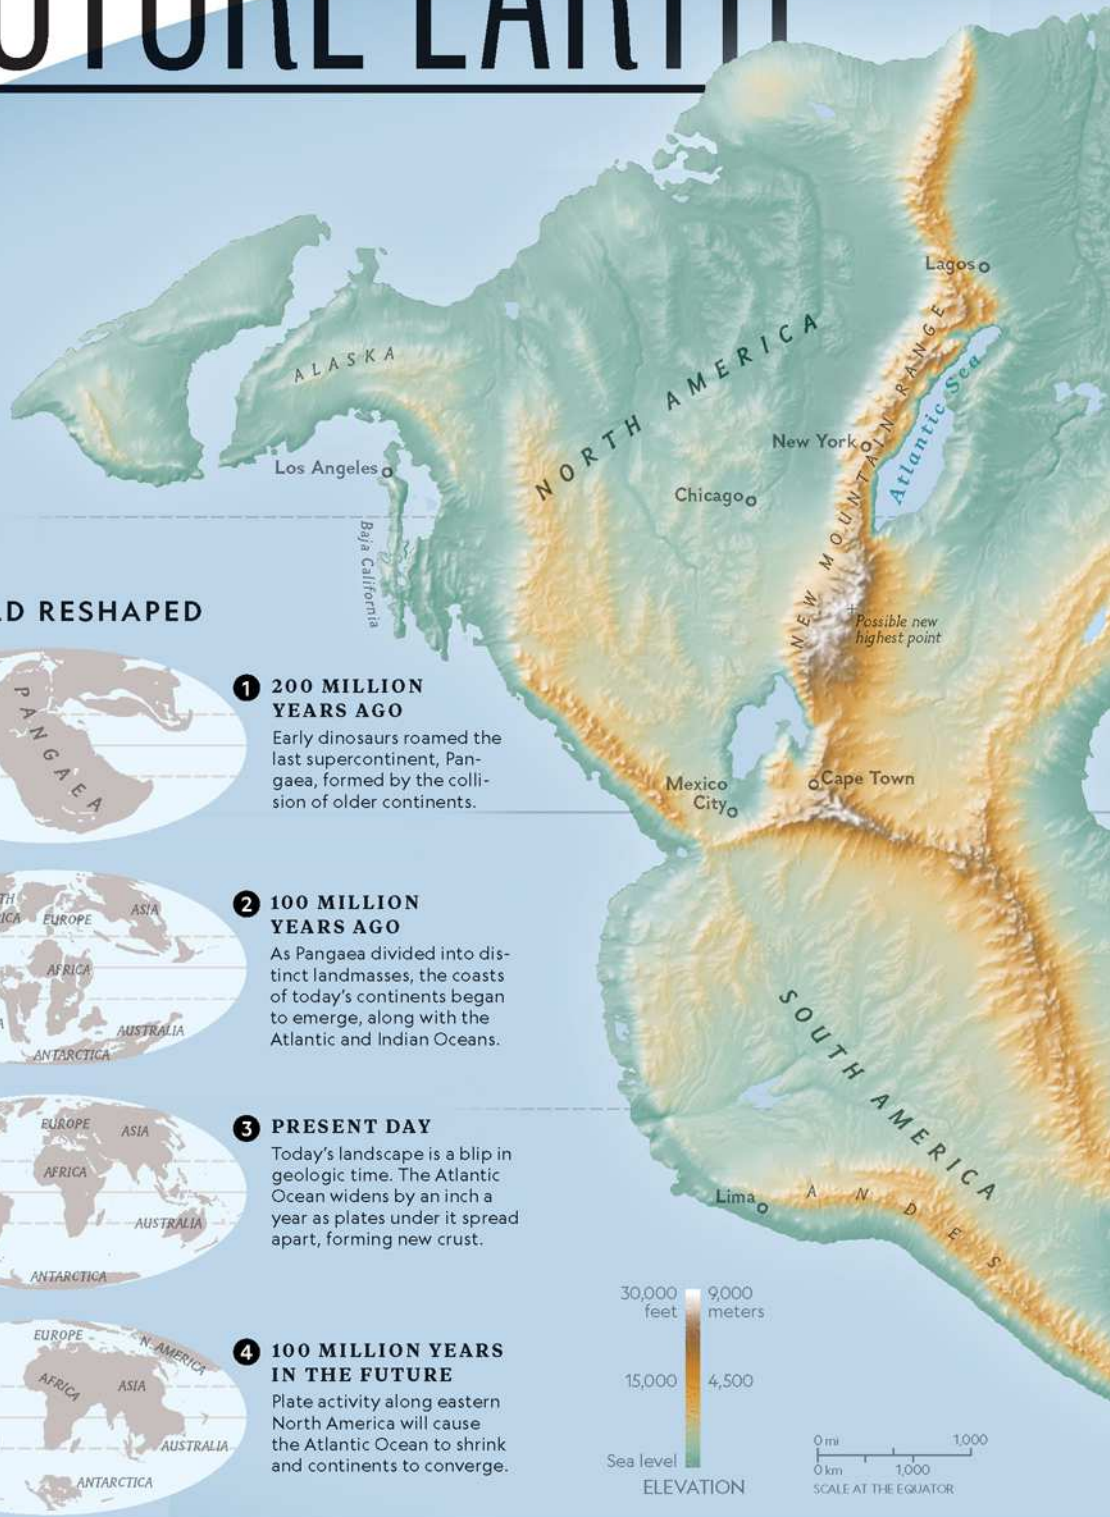 UTURE EARTH
Lagos
ALASKA
NORTH AMERICA
NEW MOUNTAIN RANGE
Atlantic Sea
New York
Los Angeles
Chicago
Baja California
Possible new
highest point
LD RESHAPED
PANGAEA
1 200 MILLION
YEARS AGO
Early dinosaurs roamed the
last supercontinent, Pan-
gaea, formed by the colli-
sion of older continents.
Mexico
City
Cape Town
TH
ICA
EUROPE
ASIA
AFRICA
A
AUSTRALIA
ANTARCTICA
2 100 MILLION
YEARS AGO
As Pangaea divided into dis-
tinct landmasses, the coasts
of today's continents began
to emerge, along with the
Atlantic and Indian Oceans.
SOUTH AMERICA
EUROPE
ASIA
AFRICA
AUSTRALIA
ANTARCTICA
3 PRESENT DAY
Today's landscape is a blip in
geologic time. The Atlantic
Ocean widens by an inch a
year as plates under it spread
apart, forming new crust.
Lima
ANDES
EUROPE
N. AMERICA
AFRICA
ASIA
AUSTRALIA
ANTARCTICA
4 100 MILLION YEARS
IN THE FUTURE
Plate activity along eastern
North America will cause
the Atlantic Ocean to shrink
and continents to converge.
30,000 9,000
feet meters
15,000 4,500
Sea level
ELEVATION
0 mi 1,000
0 km 1,000
SCALE AT THE EQUATOR